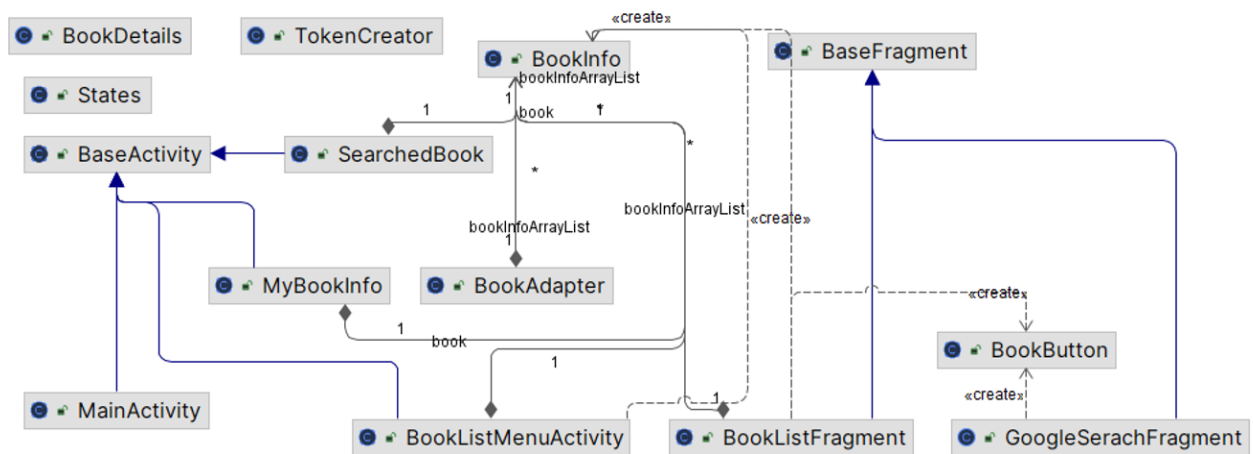 «create»
BookDetails
TokenCreator
BookInfo
BaseFragment
bookInfoArrayList
States
1
1
book
1
*
*
BaseActivity
SearchedBook
*
bookInfoArrayList
«create»
bookInfoArrayList
1
MyBookInfo
BookAdapter
«create»
1
book
BookButton
1
«create»
1
MainActivity
BookListMenuActivity
BookListFragment
GoogleSerachFragment